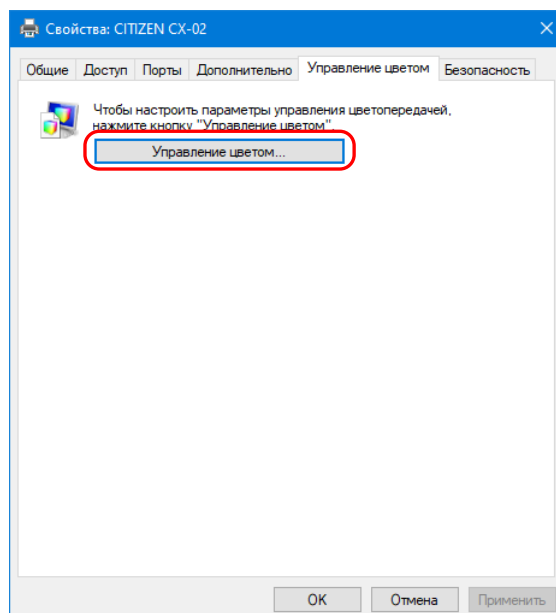 Свойства: CITIZEN CX-02
Общие Доступ Порты Дополнительно Управление цветом Безопасность
Чтобы настроить параметры управления цветопередачей,
нажмите кнопку "Управление цветом".
Управление цветом...
OK Отмена Применить